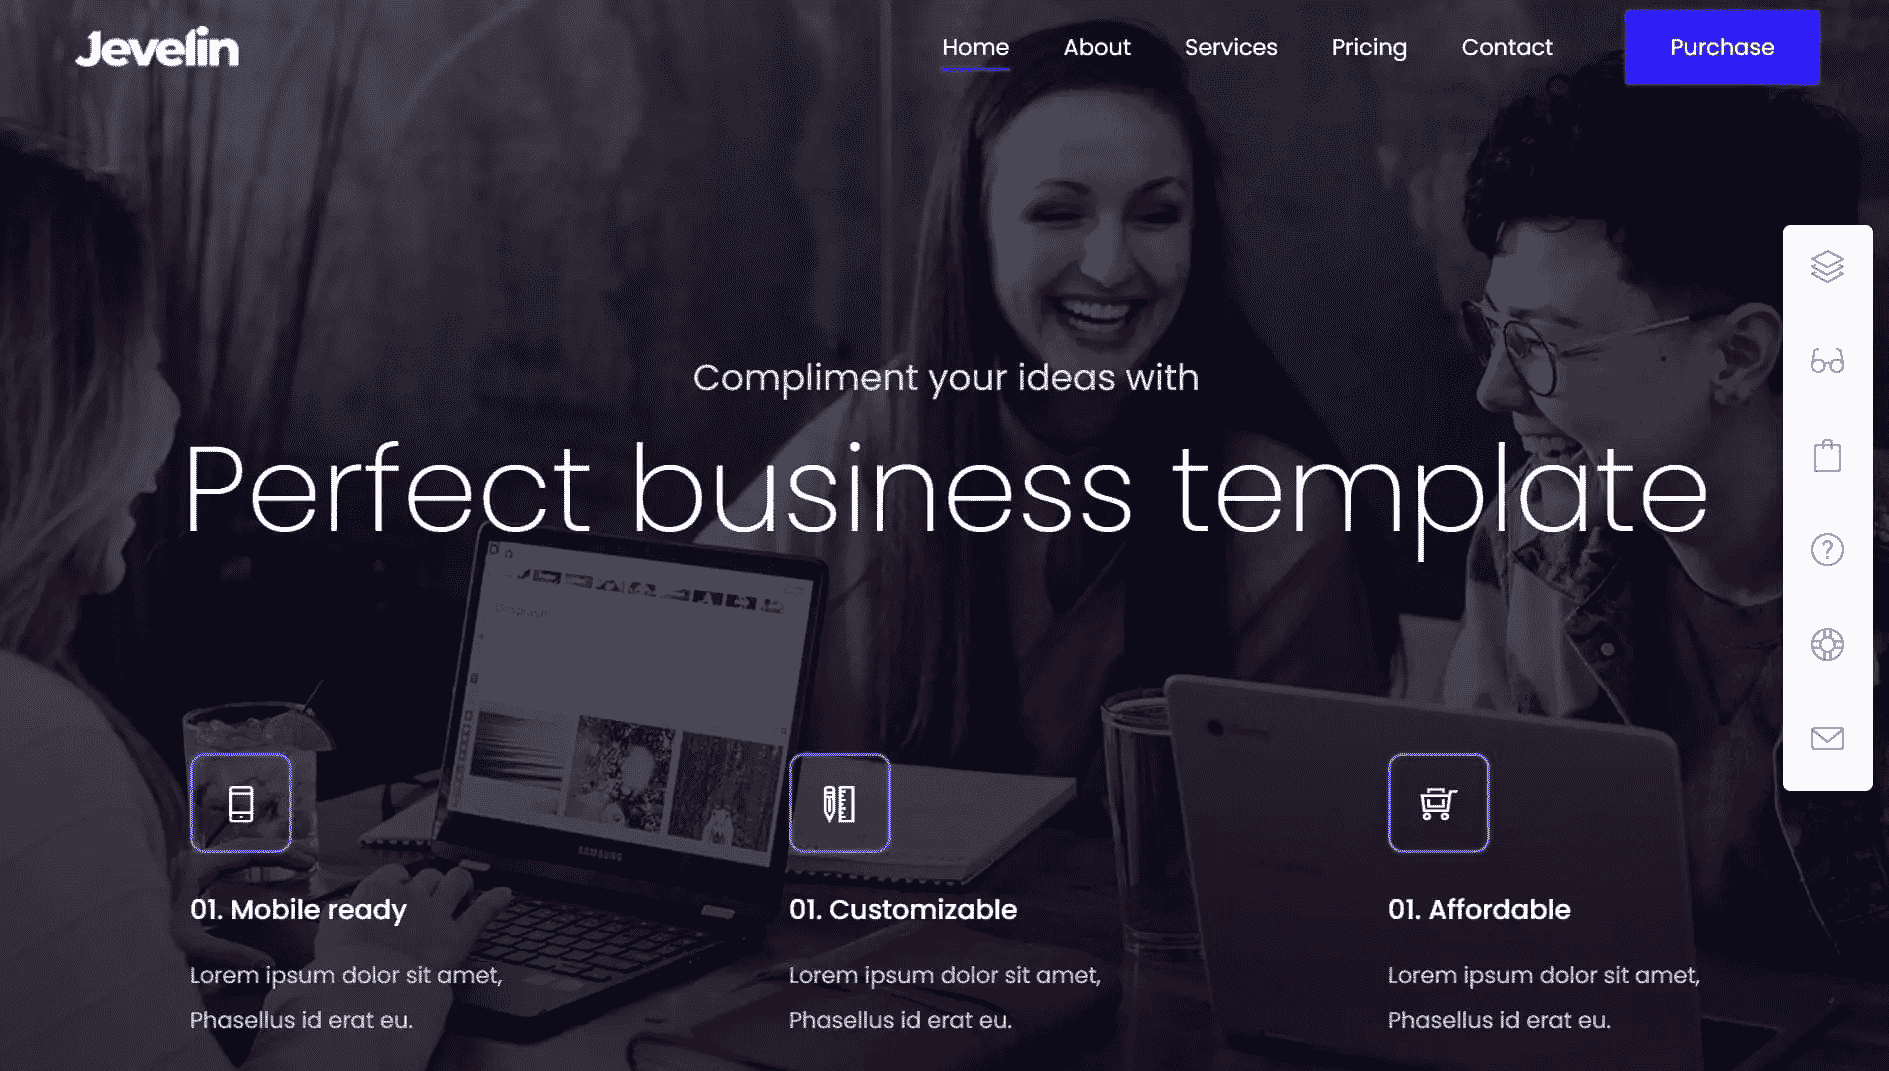 Jevelin
Home About Services Pricing Contact Purchase
Compliment your ideas with
Perfect business template
Unsplash
SAMSUNG
01. Mobile ready
Lorem ipsum dolor sit amet,
Phasellus id erat eu.
01. Customizable
Lorem ipsum dolor sit amet,
Phasellus id erat eu.
01. Affordable
Lorem ipsum dolor sit amet,
Phasellus id erat eu.